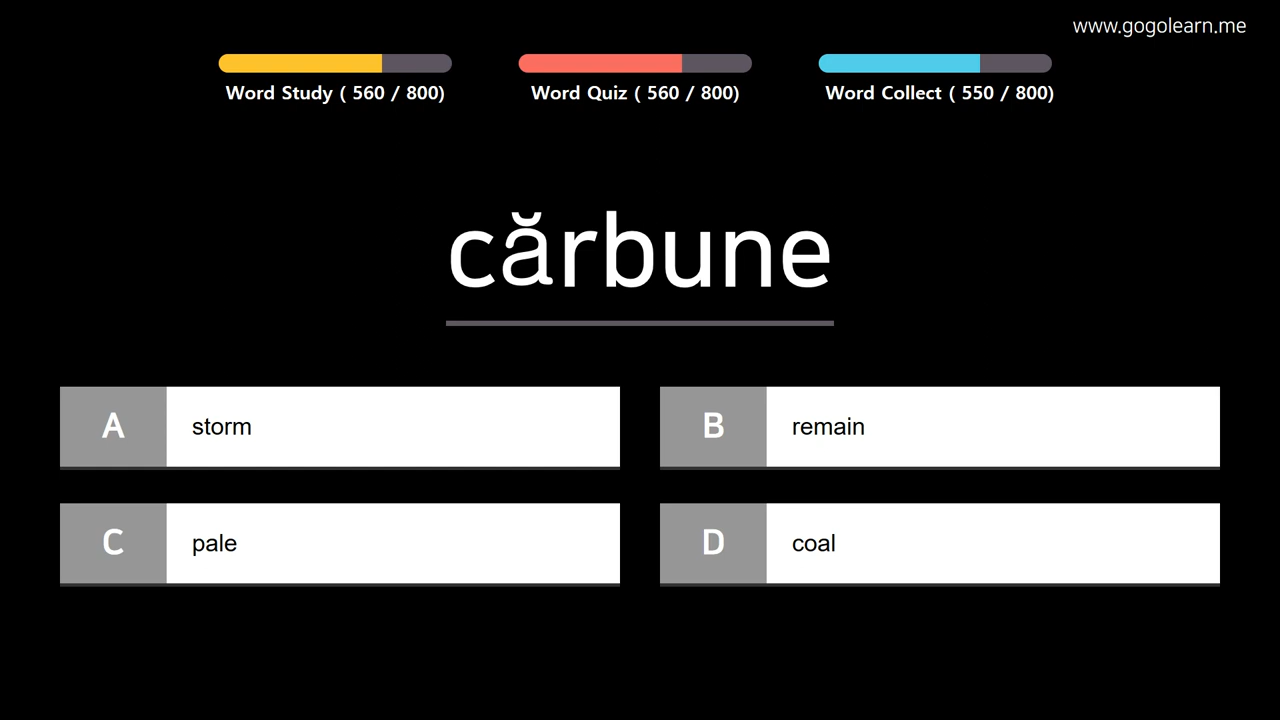 www.gogolearn.me
Word Study ( 560 / 800)
Word Quiz ( 560 / 800)
Word Collect ( 550 / 800)
cărbune
A storm
B remain
C pale
D coal